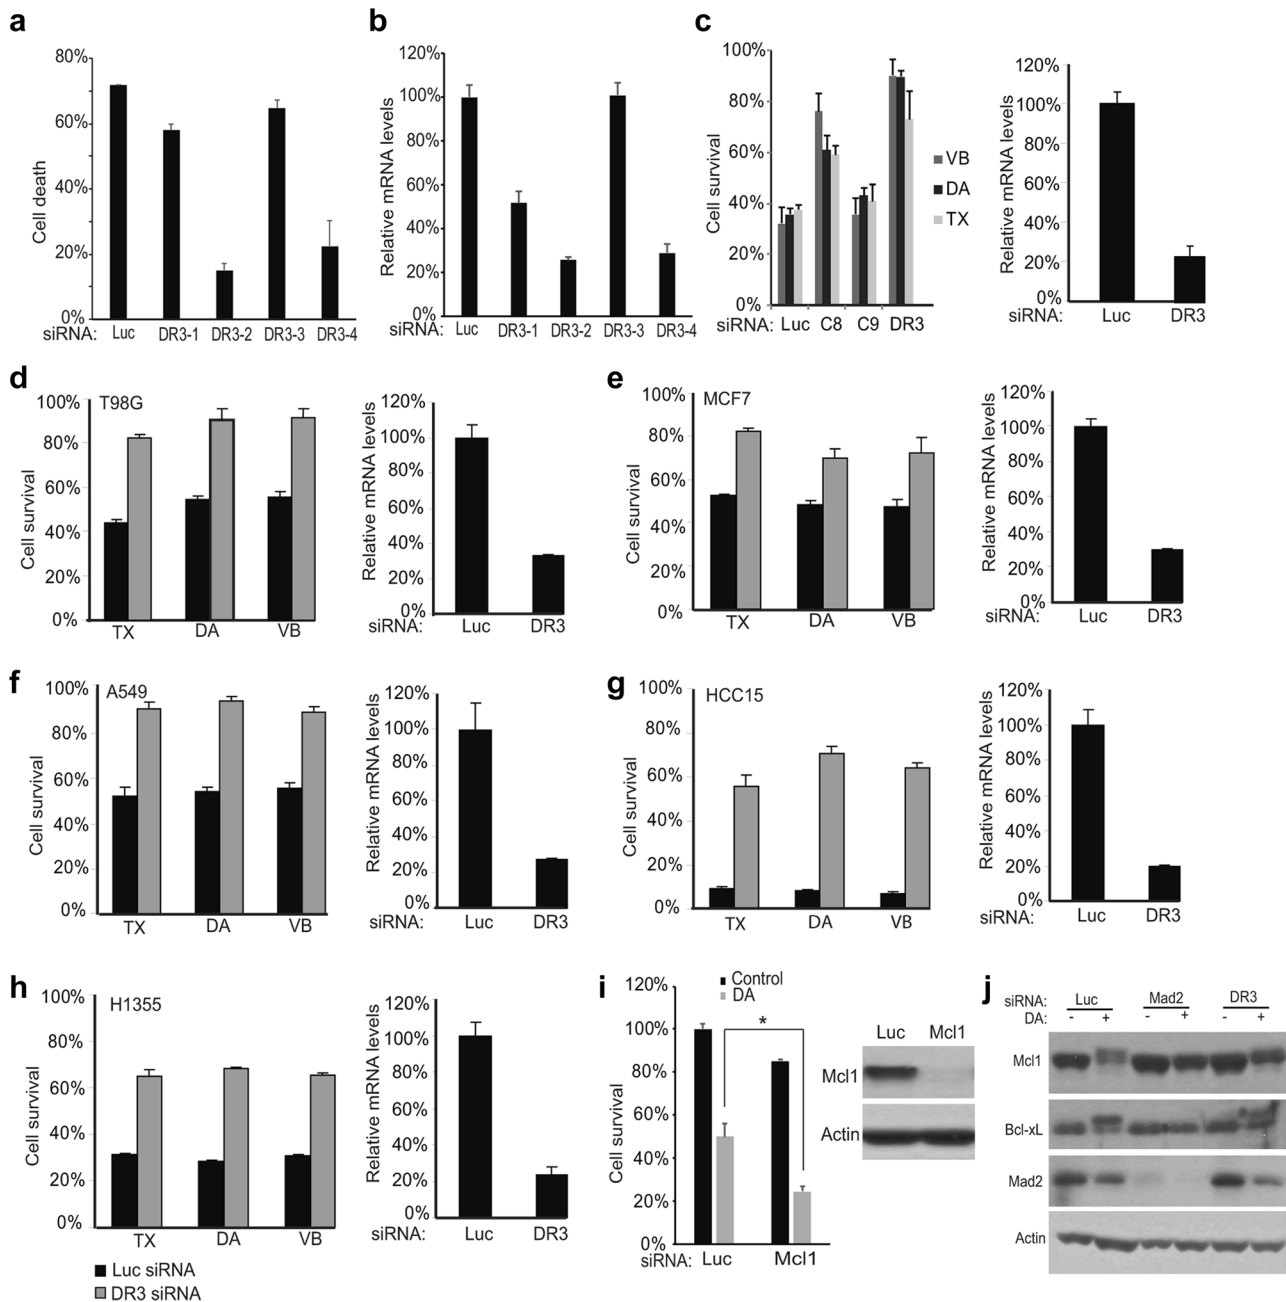 a
80%
60%
40%
20%
0%
Cell death
siRNA: Luc DR3-1 DR3-2 DR3-3 DR3-4
b
120%
100%
80%
60%
40%
20%
0%
Relative mRNA levels
siRNA: Luc DR3-1 DR3-2 DR3-3 DR3-4
c
100%
80%
60%
40%
20%
0%
Cell survival
VB
DA
TX
siRNA: Luc C8 C9 DR3
120%
100%
80%
60%
40%
20%
0%
Relative mRNA levels
siRNA: Luc DR3
d
T98G
100%
80%
60%
40%
20%
0%
Cell survival
TX DA VB
120%
100%
80%
60%
40%
20%
0%
Relative mRNA levels
siRNA: Luc DR3
e
MCF7
100%
80%
60%
40%
20%
0%
Cell survival
TX DA VB
120%
100%
80%
60%
40%
20%
0%
Relative mRNA levels
siRNA: Luc DR3
f
A549
100%
80%
60%
40%
20%
0%
Cell survival
TX DA VB
120%
100%
80%
60%
40%
20%
0%
Relative mRNA levels
siRNA: Luc DR3
g
HCC15
100%
80%
60%
40%
20%
0%
Cell survival
TX DA VB
120%
100%
80%
60%
40%
20%
0%
Relative mRNA levels
siRNA: Luc DR3
h
H1355
100%
80%
60%
40%
20%
0%
Cell survival
TX DA VB
Luc siRNA
DR3 siRNA
120%
100%
80%
60%
40%
20%
0%
Relative mRNA levels
siRNA: Luc DR3
i
Control
DA
120%
100%
80%
60%
40%
20%
0%
Cell survival
*
siRNA: Luc Mcl1
Luc Mcl1
Mcl1
Actin
j
siRNA: Luc Mad2 DR3
DA: - + - + - +
Mcl1
Bcl-xL
Mad2
Actin